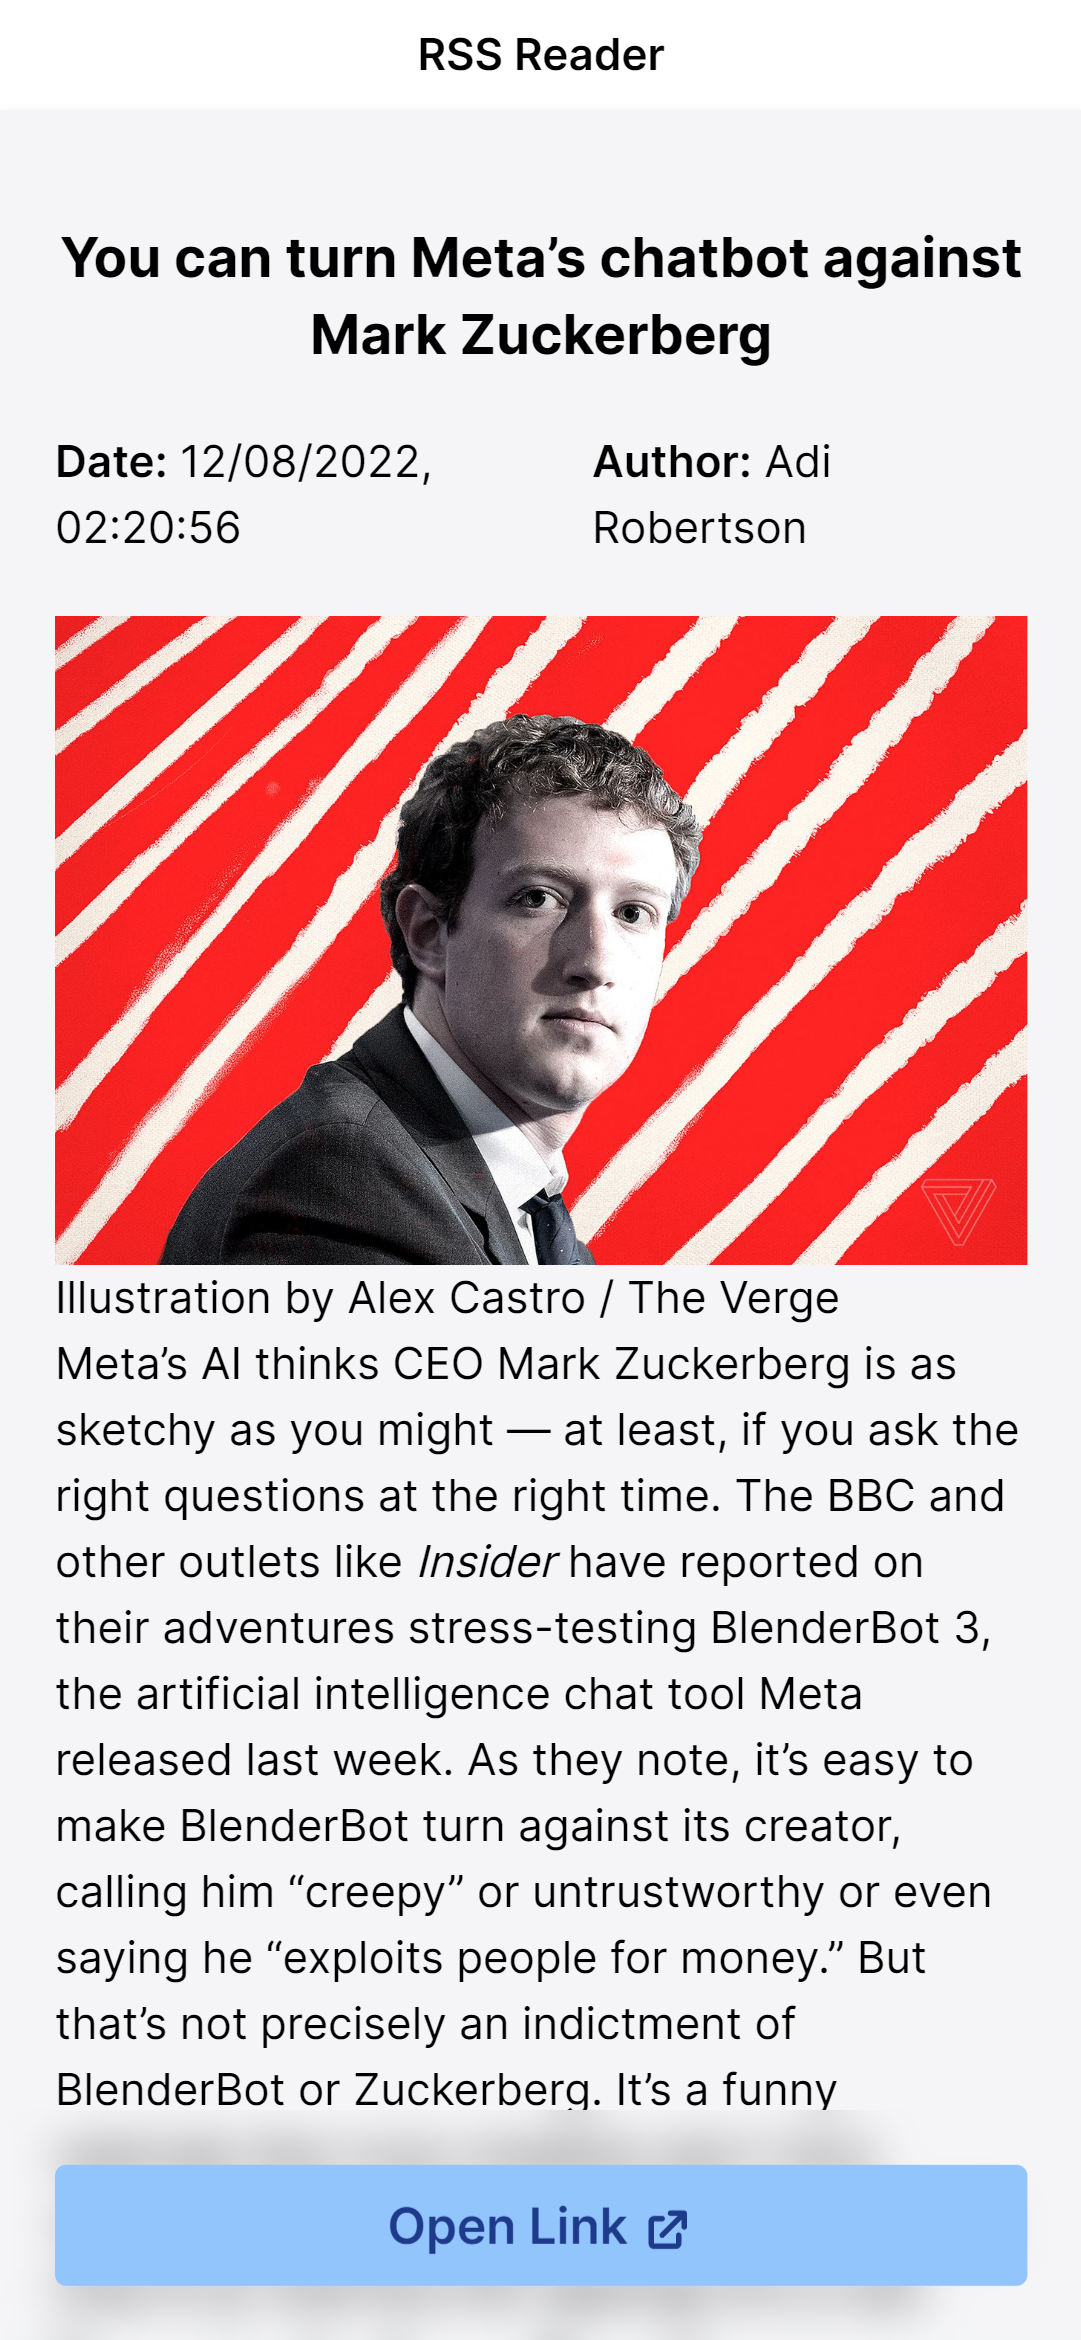 RSS Reader
You can turn Meta’s chatbot against
Mark Zuckerberg
Date: 12/08/2022,
02:20:56
Author: Adi
Robertson
Illustration by Alex Castro / The Verge
Meta’s AI thinks CEO Mark Zuckerberg is as
sketchy as you might — at least, if you ask the
right questions at the right time. The BBC and
other outlets like Insider have reported on
their adventures stress-testing BlenderBot 3,
the artificial intelligence chat tool Meta
released last week. As they note, it’s easy to
make BlenderBot turn against its creator,
calling him “creepy” or untrustworthy or even
saying he “exploits people for money.” But
that’s not precisely an indictment of
BlenderBot or Zuckerberg. It’s a funny
Open Link